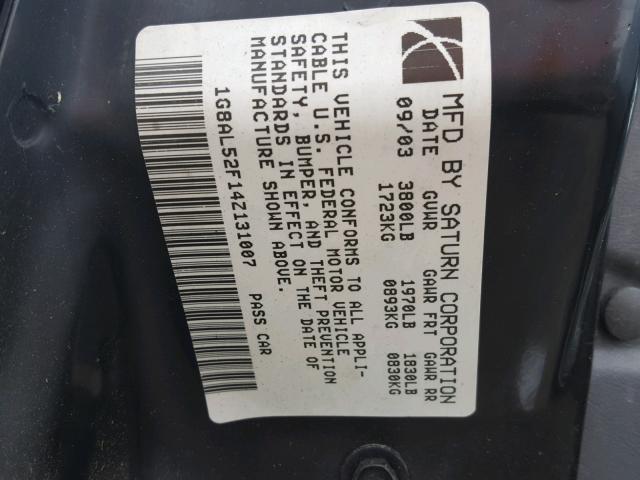 MFD BY SATURN CORPORATION
DATE GVWR GAWR FRT GAWR RR
09/03 3800LB 1970LB 1830LB
1723KG 0893KG 0830KG
THIS VEHICLE CONFORMS TO ALL APPLI-
CABLE U.S. FEDERAL MOTOR VEHICLE
SAFETY, BUMPER, AND THEFT PREVENTION
STANDARDS IN EFFECT ON THE DATE OF
MANUFACTURE SHOWN ABOVE.
1G8AL52F14Z131007 PASS CAR